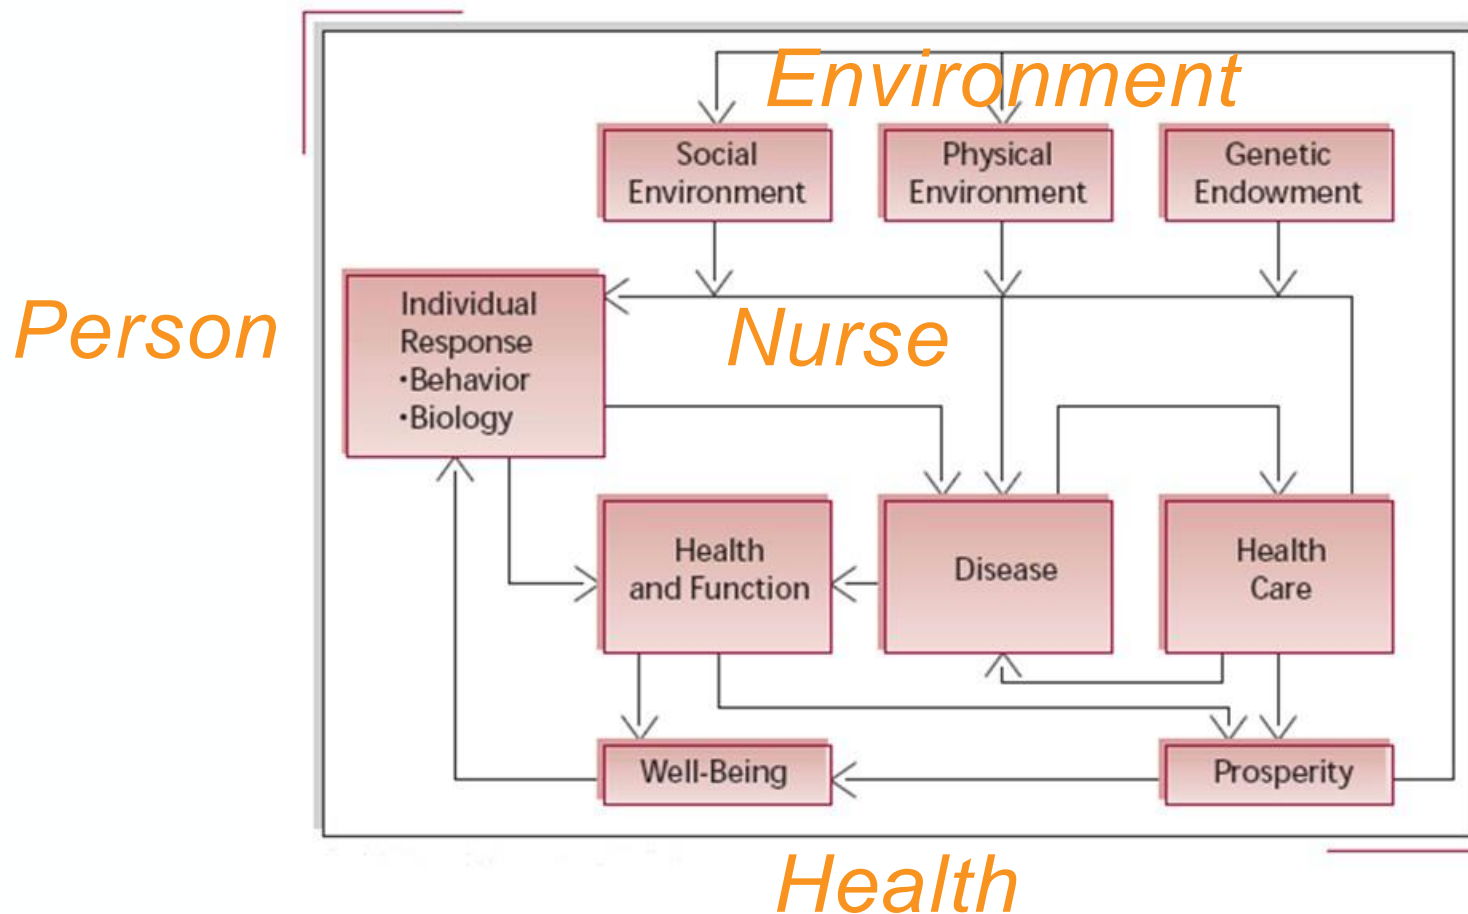 Environment
Social
Environment
Physical
Environment
Genetic
Endowment
Person
Individual
Response
•Behavior
•Biology
Nurse
Health
and Function
Disease
Health
Care
Well-Being
Prosperity
Health